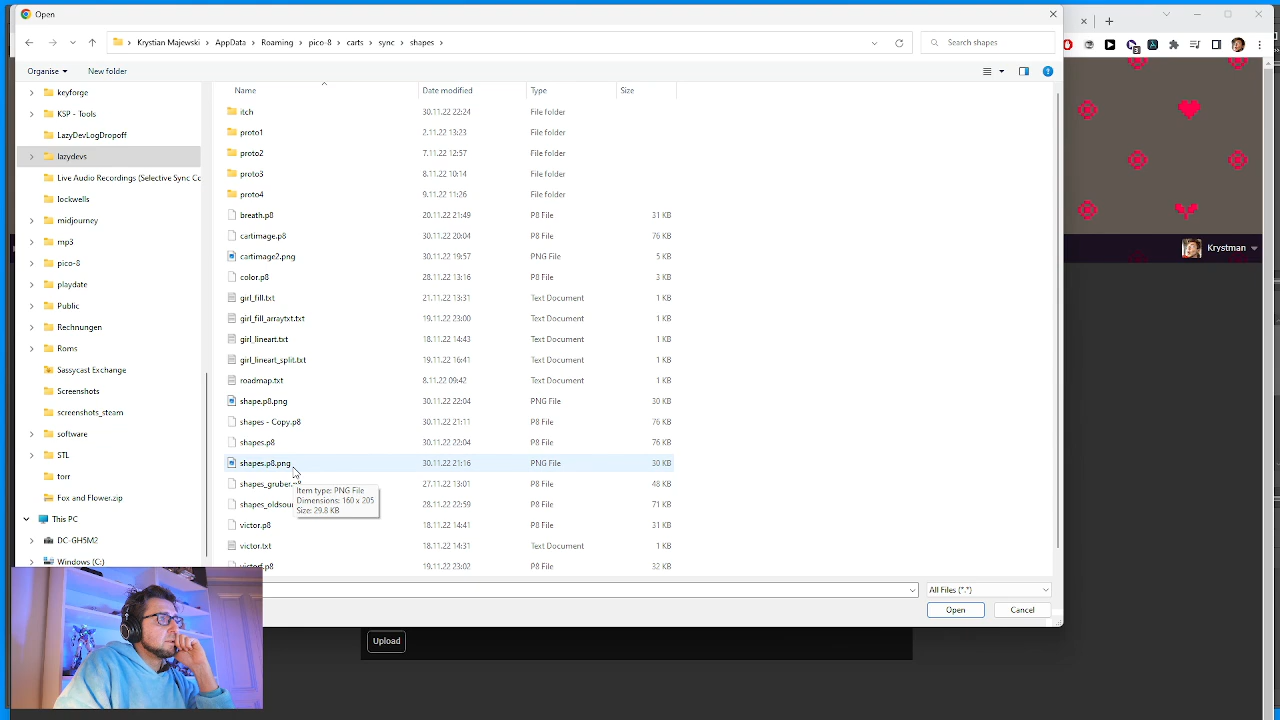 Open
Krystian Majewski > AppData > Roaming > pico-8 > carts > sync > shapes >
Search shapes
3
Organise
New folder
Name
Date modified
Type
Size
keyforge
KSP - Tools
LazyDevLogDropoff
lazydevs
Live Audio Recordings (Selective Sync Cc
lockwells
midjourney
mp3
pico-8
playdate
Public
Rechnungen
Roms
Sassycast Exchange
Screenshots
screenshots_steam
software
STL
torr
Fox and Flower.zip
This PC
DC-GH5M2
Windows (C:)
itch 30.11.22 22:24 File folder
proto1 2.11.22 13:23 File folder
proto2 7.11.22 12:57 File folder
proto3 8.11.22 10:14 File folder
proto4 9.11.22 11:26 File folder
breath.p8 20.11.22 21:49 P8 File 31 KB
cartimage.p8 30.11.22 20:04 P8 File 76 KB
cartimage2.png 30.11.22 19:57 PNG File 5 KB
color.p8 28.11.22 13:16 P8 File 3 KB
girl_fill.txt 21.11.22 13:31 Text Document 1 KB
girl_fill_arraytxt.txt 19.11.22 23:00 Text Document 1 KB
girl_lineart.txt 18.11.22 14:43 Text Document 1 KB
girl_lineart_split.txt 19.11.22 16:41 Text Document 1 KB
roadmap.txt 8.11.22 09:42 Text Document 1 KB
shape.p8.png 30.11.22 22:04 PNG File 30 KB
shapes - Copy.p8 30.11.22 21:11 P8 File 76 KB
shapes.p8 30.11.22 22:04 P8 File 76 KB
shapes.p8.png 30.11.22 21:16 PNG File 30 KB
shapes_gruber. 27.11.22 13:01 P8 File 48 KB
shapes_oldsou 28.11.22 22:59 P8 File 71 KB
victor.p8 18.11.22 14:41 P8 File 31 KB
victor.txt 18.11.22 14:31 Text Document 1 KB
victorf.p8 19.11.22 23:02 P8 File 32 KB
Item type: PNG File
Dimensions: 160 x 205
Size: 29.8 KB
All Files (*.*)
Open
Cancel
Upload
Krystman